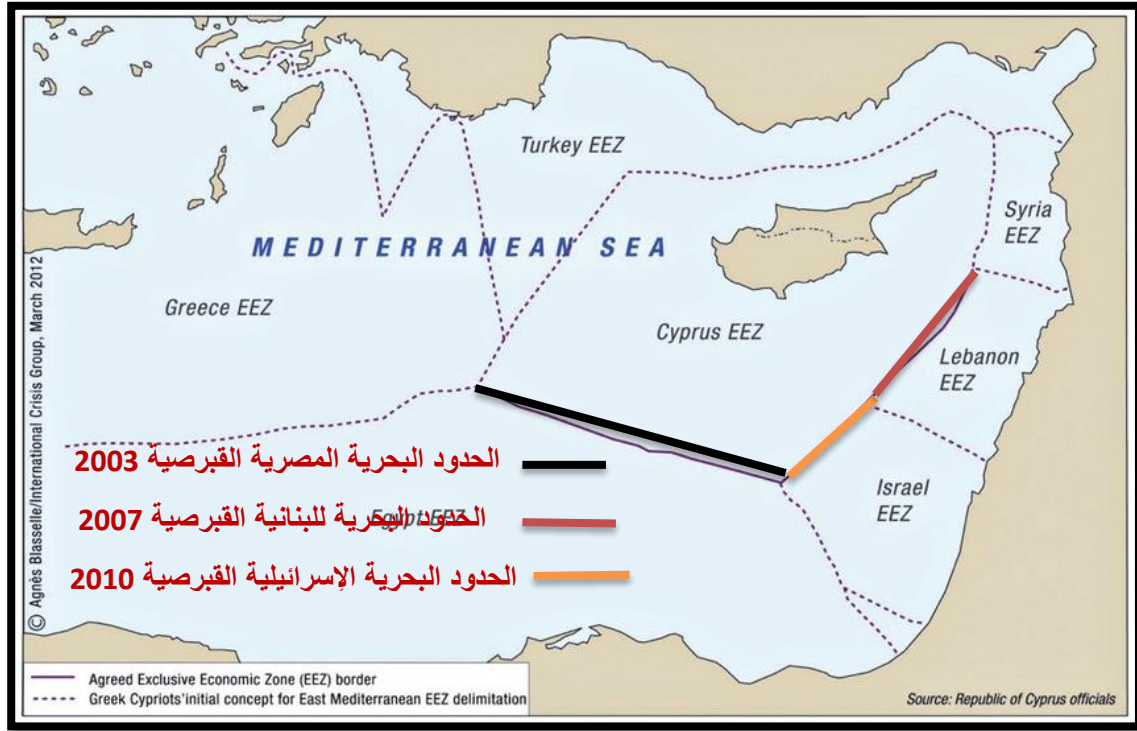 Turkey EEZ
Syria
EEZ
MEDITERRANEAN SEA
Greece EEZ
Cyprus EEZ
Lebanon
EEZ
الحدود البحرية المصرية القبرصية 2003
Israel
EEZ
الحدود البحرية للبنانية القبرصية 2007
Egypt EEZ
الحدود البحرية الإسرائيلية القبرصية 2010
© Agnès Blasselle/International Crisis Group, March 2012
Agreed Exclusive Economic Zone (EEZ) border
Greek Cypriots'initial concept for East Mediterranean EEZ delimitation
Source: Republic of Cyprus officials